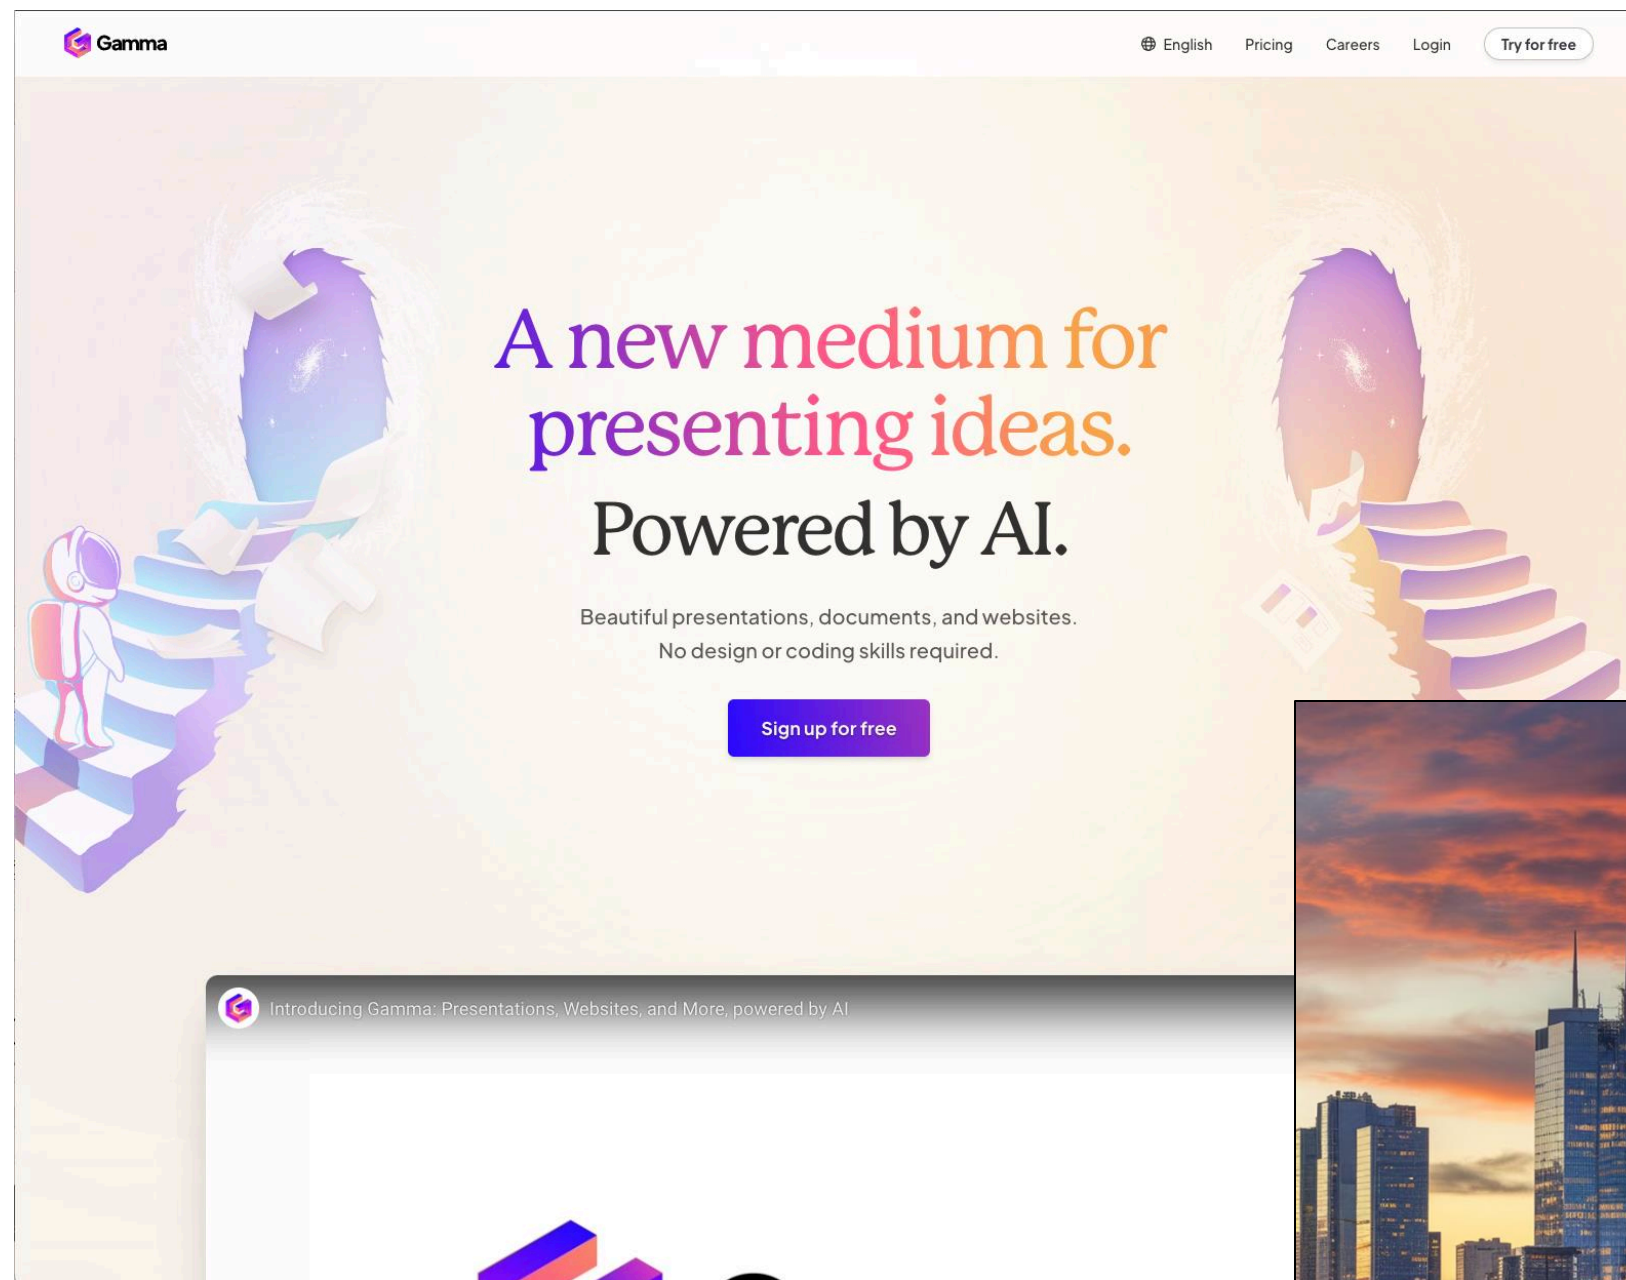 Gamma
English Pricing Careers Login Try for free
A new medium for
presenting ideas.
Powered by AI.
Beautiful presentations, documents, and websites.
No design or coding skills required.
Sign up for free
Introducing Gamma: Presentations, Websites, and More, powered by AI